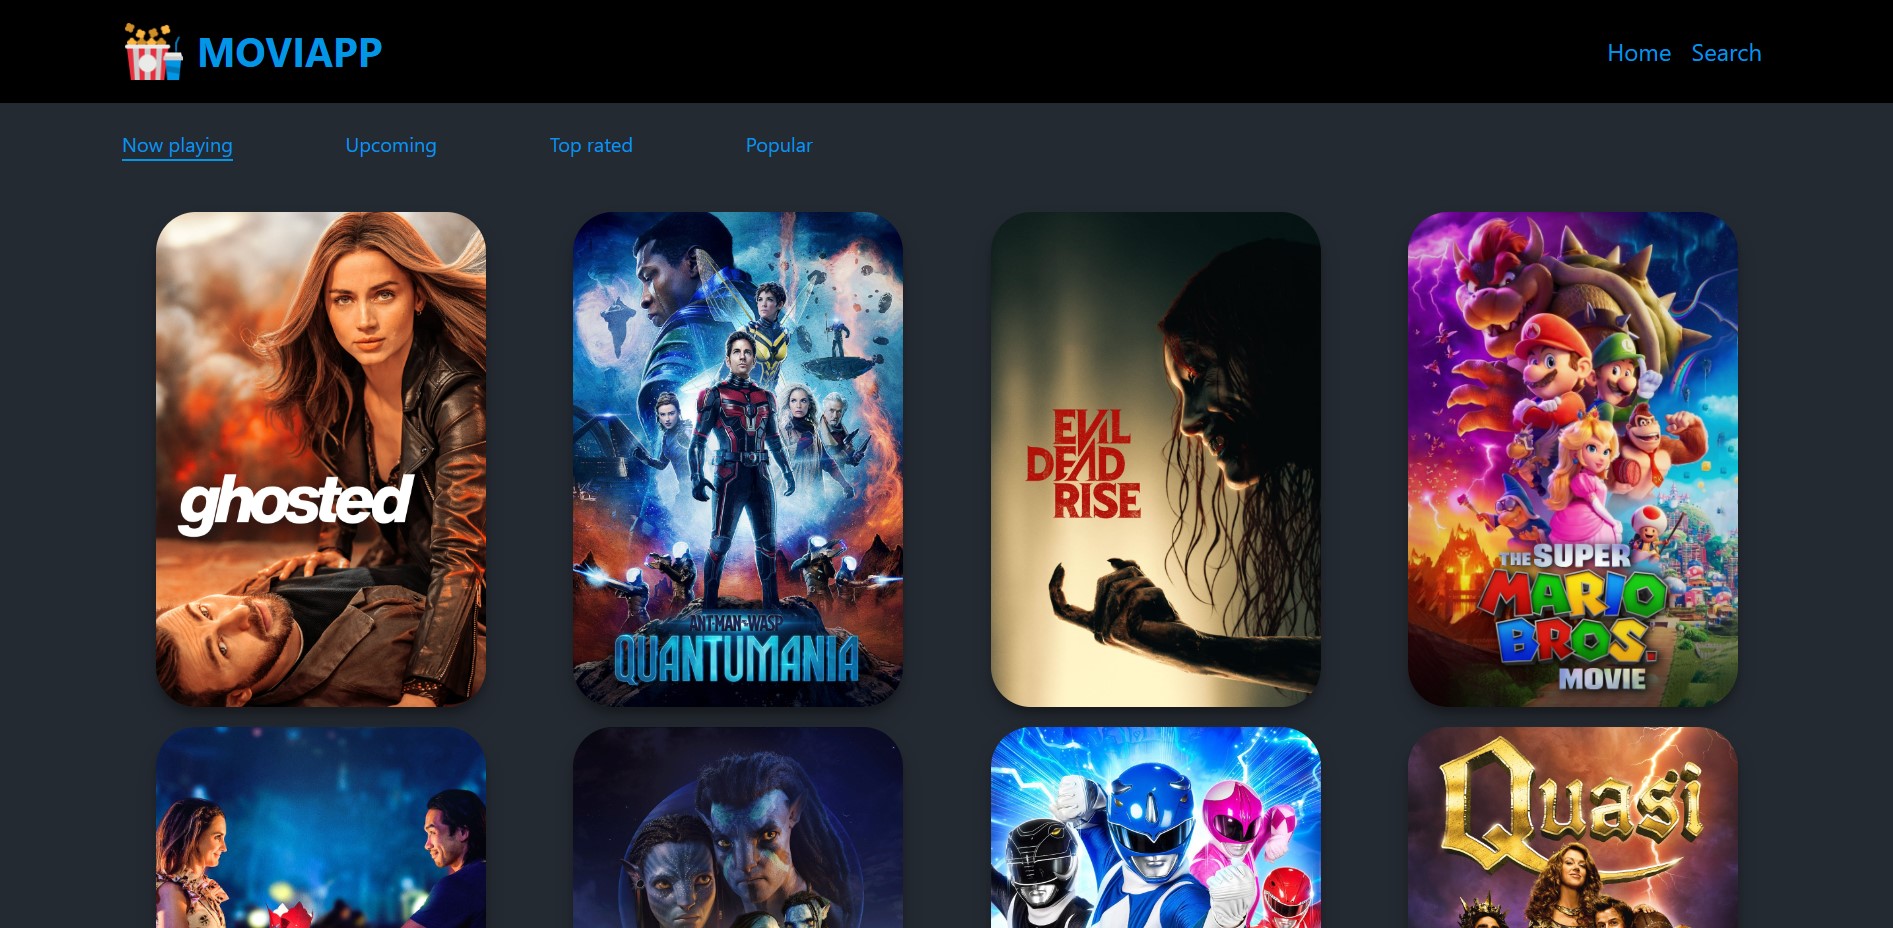 MOVIAPP
Home Search
Now playing Upcoming Top rated Popular
ghosted
ANT-MAN AND THE WASP
QUANTUMANIA
EVIL
DEAD
RISE
THE SUPER
MARIO
BROS.
MOVIE
Quasi